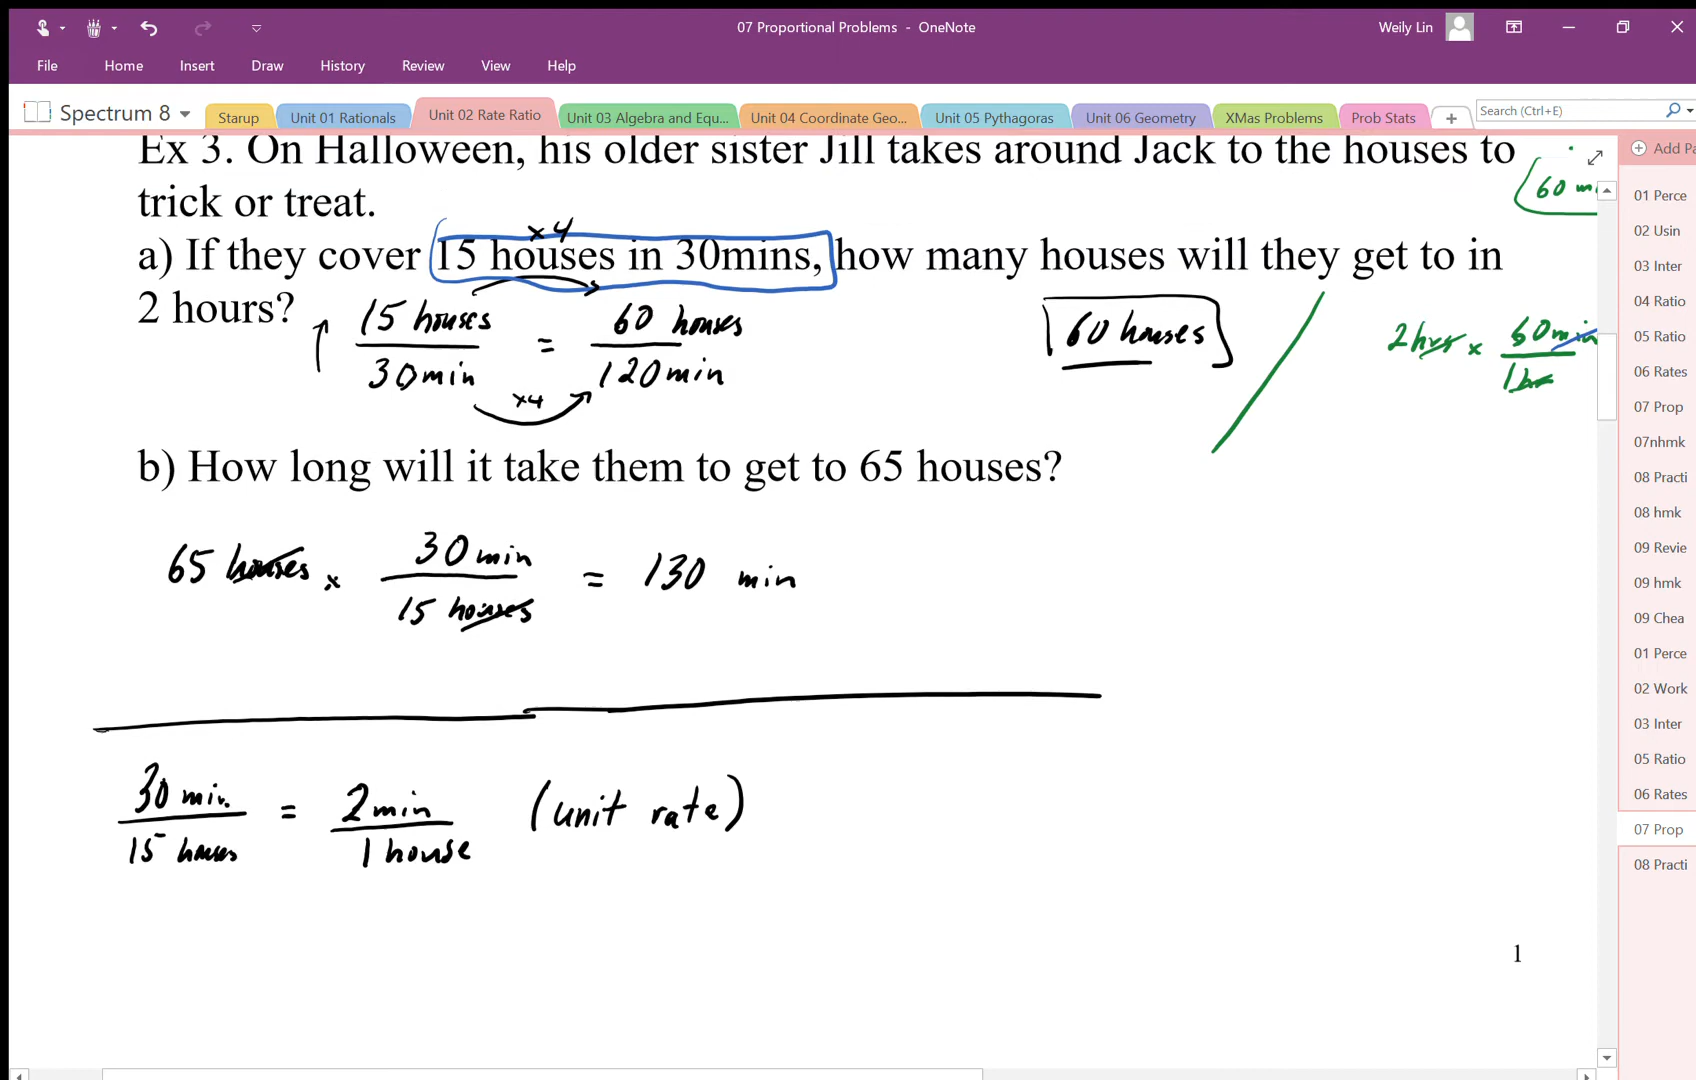 07 Proportional Problems - OneNote
Weily Lin
File Home Insert Draw History Review View Help
Spectrum 8
Starup
Unit 01 Rationals
Unit 02 Rate Ratio
Unit 03 Algebra and Equ...
Unit 04 Coordinate Geo...
Unit 05 Pythagoras
Unit 06 Geometry
XMas Problems
Prob Stats
+
Search (Ctrl+E)
Ex 3. On Halloween, his older sister Jill takes around Jack to the houses to
trick or treat.
60 m
×4
a) If they cover 15 houses in 30mins, how many houses will they get to in
2 hours?
15 houses / 30 min = 60 houses / 120 min
×4
60 houses
2 hrs × 60 min / 1 hr
b) How long will it take them to get to 65 houses?
65 houses × 30 min / 15 houses = 130 min
30 min. / 15 houses = 2 min / 1 house (unit rate)
1
Add Pa
01 Perce
02 Usin
03 Inter
04 Ratio
05 Ratio
06 Rates
07 Prop
07nhmk
08 Practi
08 hmk
09 Revie
09 hmk
09 Chea
01 Perce
02 Work
03 Inter
05 Ratio
06 Rates
07 Prop
08 Practi